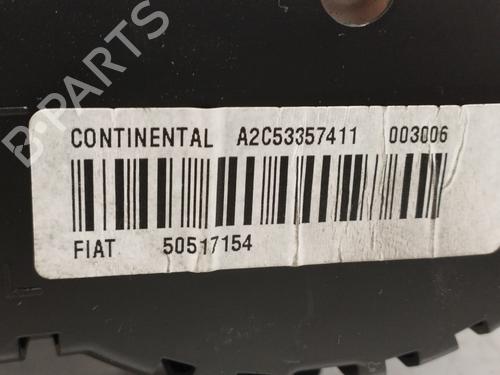 CONTINENTAL A2C53357411 003006
FIAT 50517154
B-PARTS